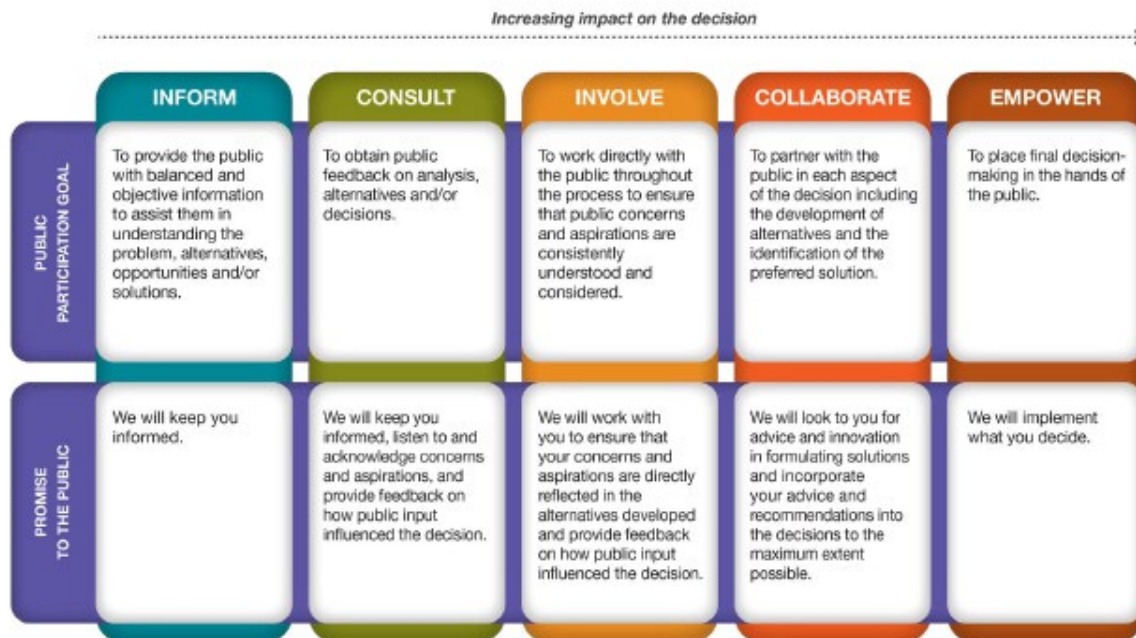 Increasing impact on the decision
INFORM
CONSULT
INVOLVE
COLLABORATE
EMPOWER
PUBLIC
PARTICIPATION GOAL
To provide the public
with balanced and
objective information
to assist them in
understanding the
problem, alternatives,
opportunities and/or
solutions.
To obtain public
feedback on analysis,
alternatives and/or
decisions.
To work directly with
the public throughout
the process to ensure
that public concerns
and aspirations are
consistently
understood and
considered.
To partner with the
public in each aspect
of the decision including
the development of
alternatives and the
identification of the
preferred solution.
To place final decision-
making in the hands of
the public.
PROMISE
TO THE PUBLIC
We will keep you
informed.
We will keep you
informed, listen to and
acknowledge concerns
and aspirations, and
provide feedback on
how public input
influenced the decision.
We will work with
you to ensure that
your concerns and
aspirations are directly
reflected in the
alternatives developed
and provide feedback
on how public input
influenced the decision.
We will look to you for
advice and innovation
in formulating solutions
and incorporate
your advice and
recommendations into
the decisions to the
maximum extent
possible.
We will implement
what you decide.